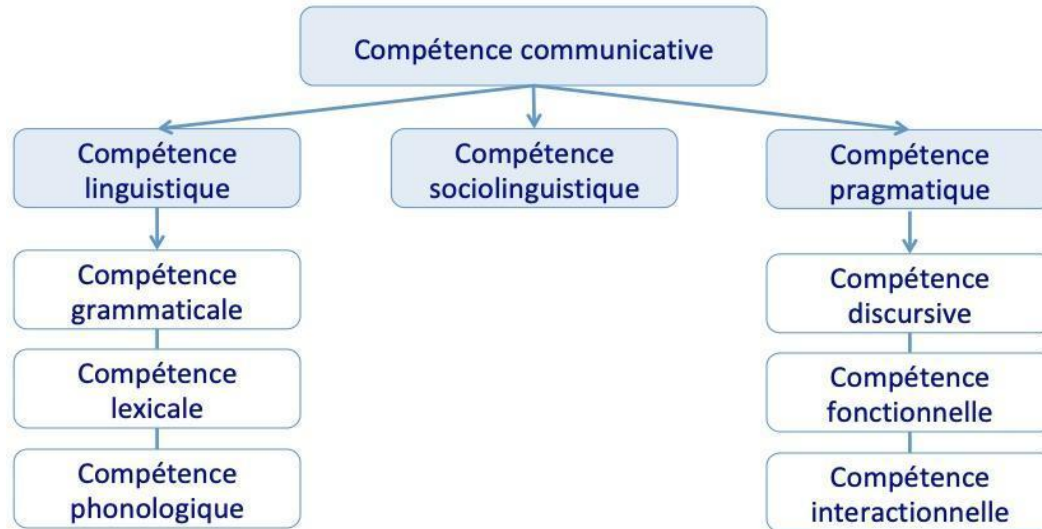 Compétence communicative
Compétence
linguistique
Compétence
sociolinguistique
Compétence
pragmatique
Compétence
grammaticale
Compétence
lexicale
Compétence
phonologique
Compétence
discursive
Compétence
fonctionnelle
Compétence
interactionnelle